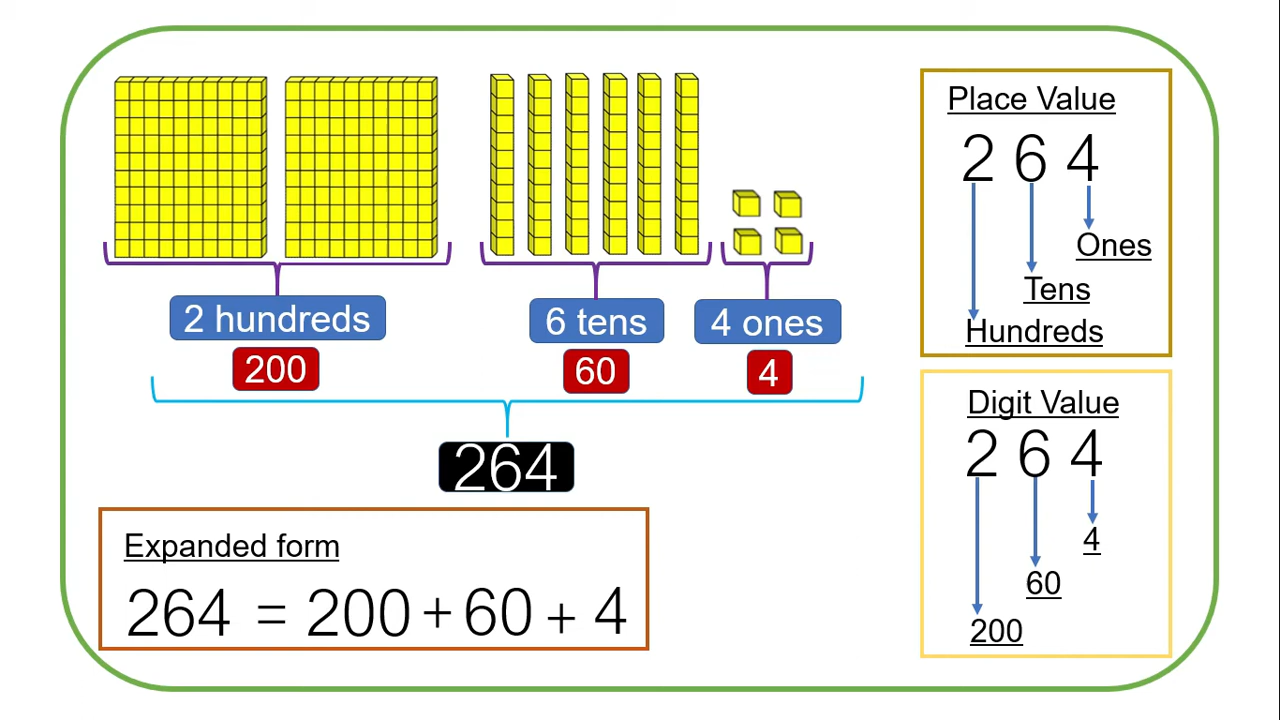 2 hundreds
6 tens
4 ones
200
60
4
264
Expanded form
264 = 200 + 60 + 4
Place Value
2 6 4
Ones
Tens
Hundreds
Digit Value
2 6 4
4
60
200